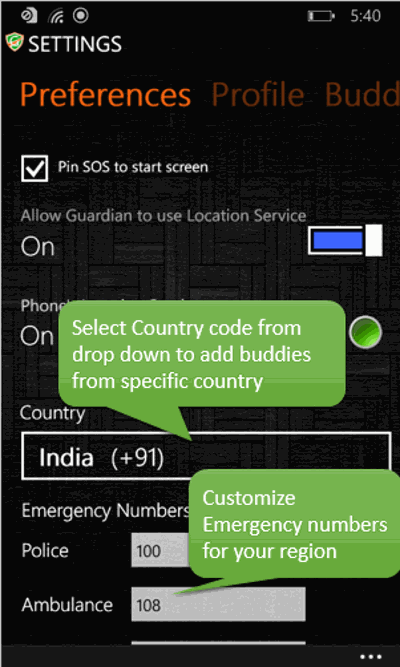 5:40
SETTINGS
Preferences Profile Budd
Pin SOS to start screen
Allow Guardian to use Location Service
On
On
Select Country code from
drop down to add buddies
from specific country
Country
India (+91)
Emergency Numbers
Customize
Emergency numbers
for your region
Police 100
Ambulance 108